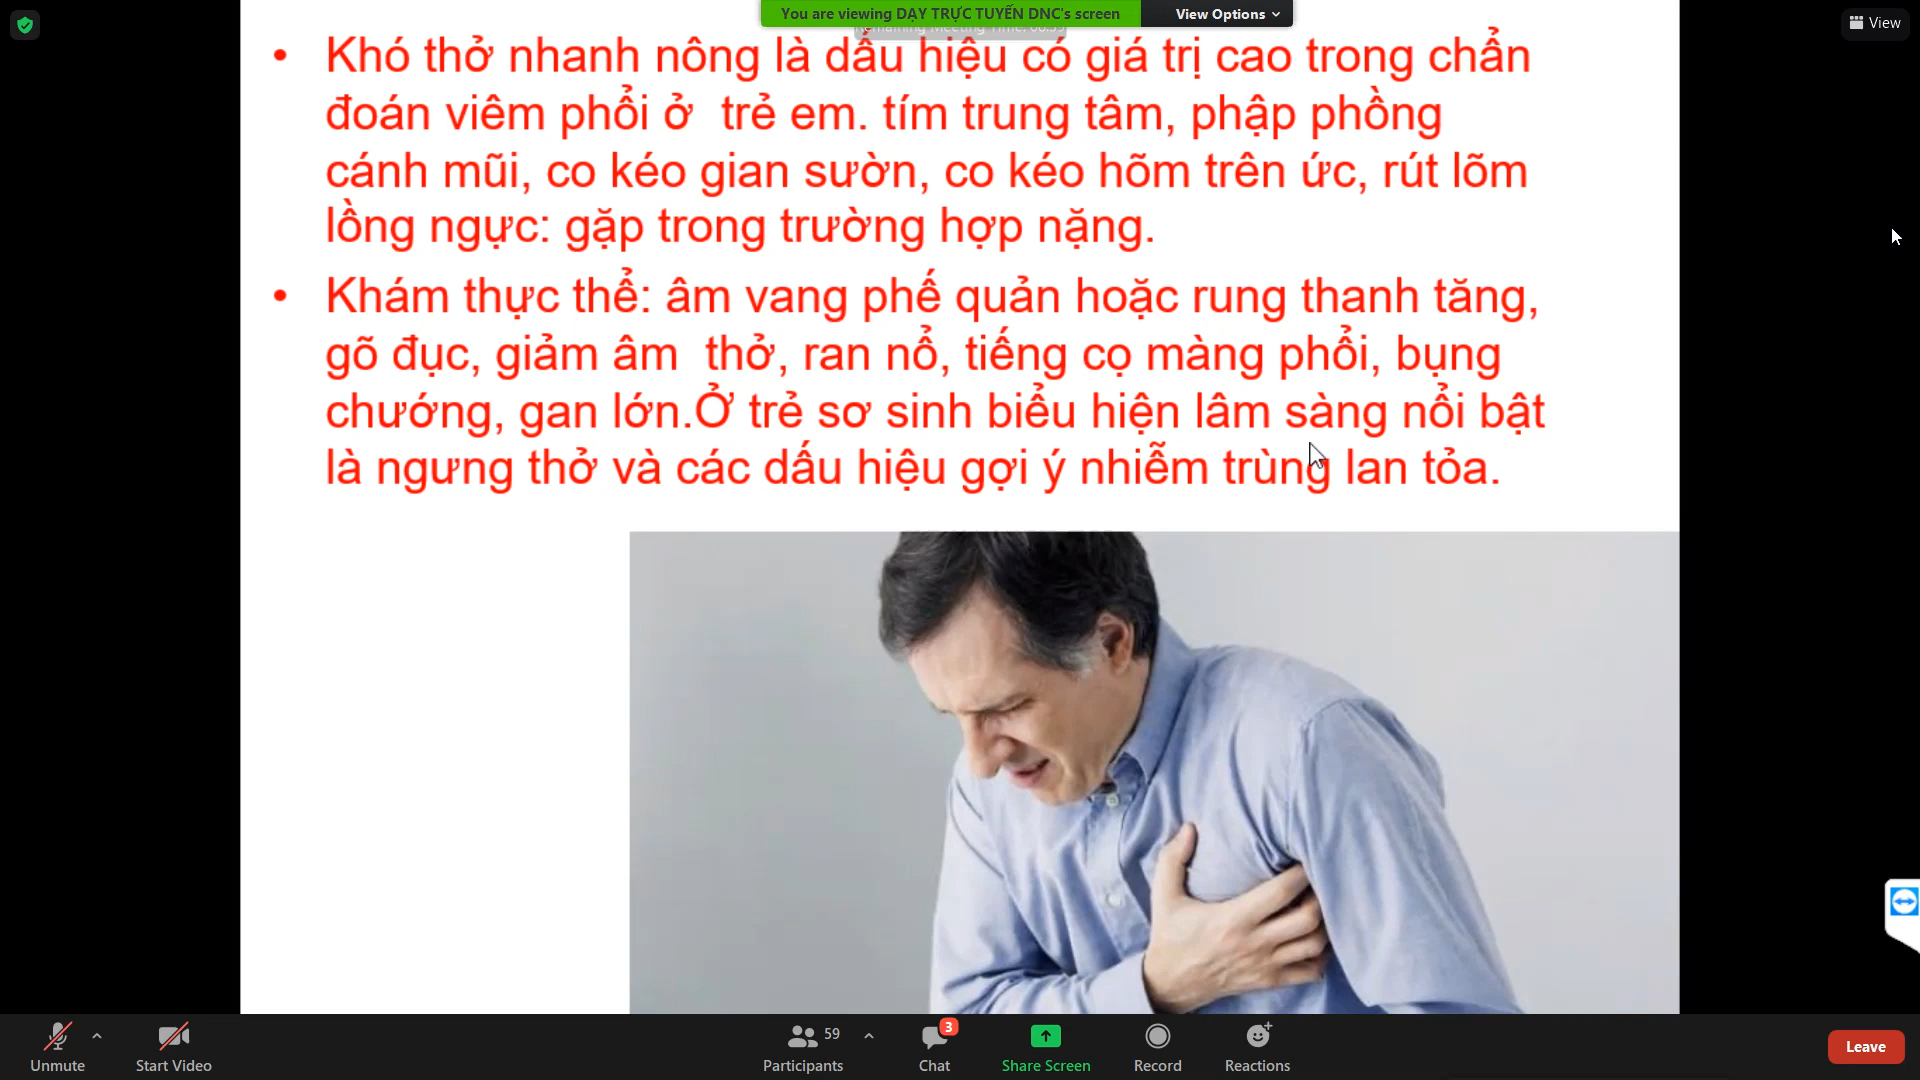 You are viewing DẠY TRỰC TUYẾN DNC's screen
View Options
View
Remaining Meeting Time: 00:39
• Khó thở nhanh nông là dấu hiệu có giá trị cao trong chẩn
đoán viêm phổi ở trẻ em. tím trung tâm, phập phồng
cánh mũi, co kéo gian sườn, co kéo hõm trên ức, rút lõm
lồng ngực: gặp trong trường hợp nặng.
• Khám thực thể: âm vang phế quản hoặc rung thanh tăng,
gõ đục, giảm âm thở, ran nổ, tiếng cọ màng phổi, bụng
chướng, gan lớn.Ở trẻ sơ sinh biểu hiện lâm sàng nổi bật
là ngưng thở và các dấu hiệu gợi ý nhiễm trùng lan tỏa.
59
3
Unmute
Start Video
Participants
Chat
Share Screen
Record
Reactions
Leave